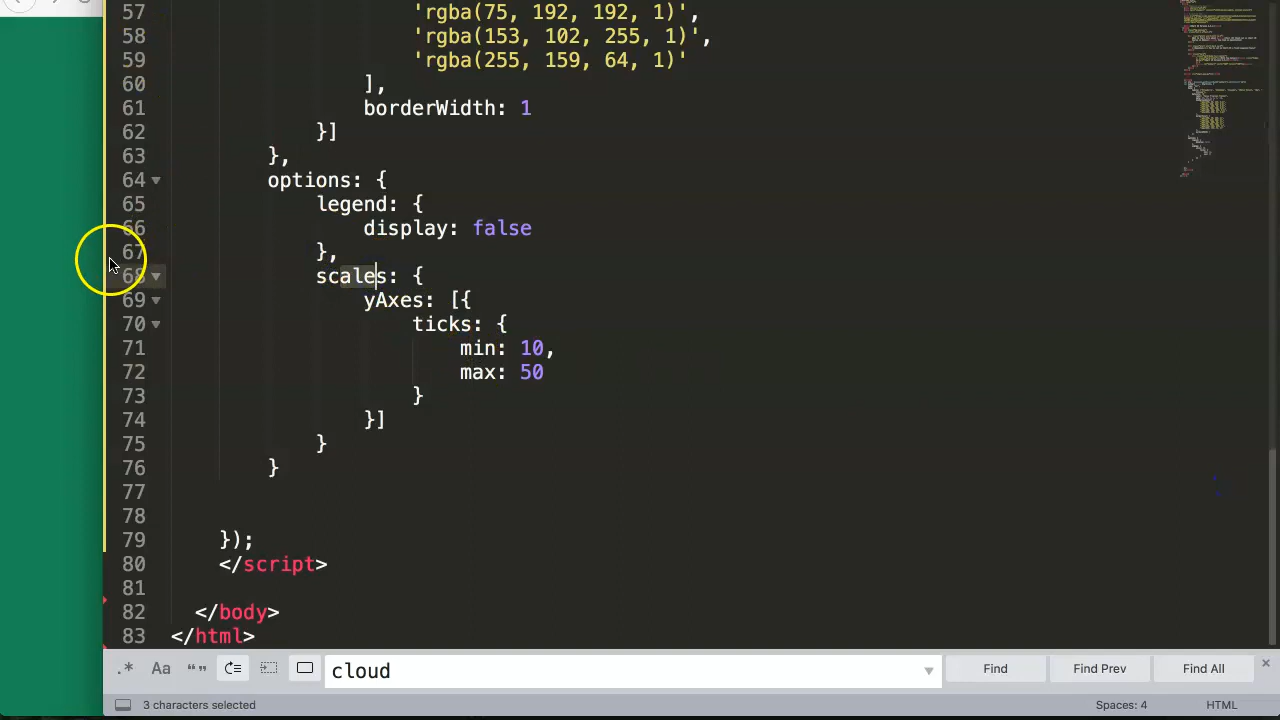 57 'rgba(75, 192, 192, 1)',
58 'rgba(153, 102, 255, 1)',
59 'rgba(255, 159, 64, 1)'
60 ],
61 borderWidth: 1
62 }]
63 },
64 options: {
65 legend: {
66 display: false
67 },
68 scales: {
69 yAxes: [{
70 ticks: {
71 min: 10,
72 max: 50
73 }
74 }]
75 }
76 }
77
78
79 });
80 </script>
81
82 </body>
83 </html>
.* Aa “” cloud Find Find Prev Find All
3 characters selected Spaces: 4 HTML